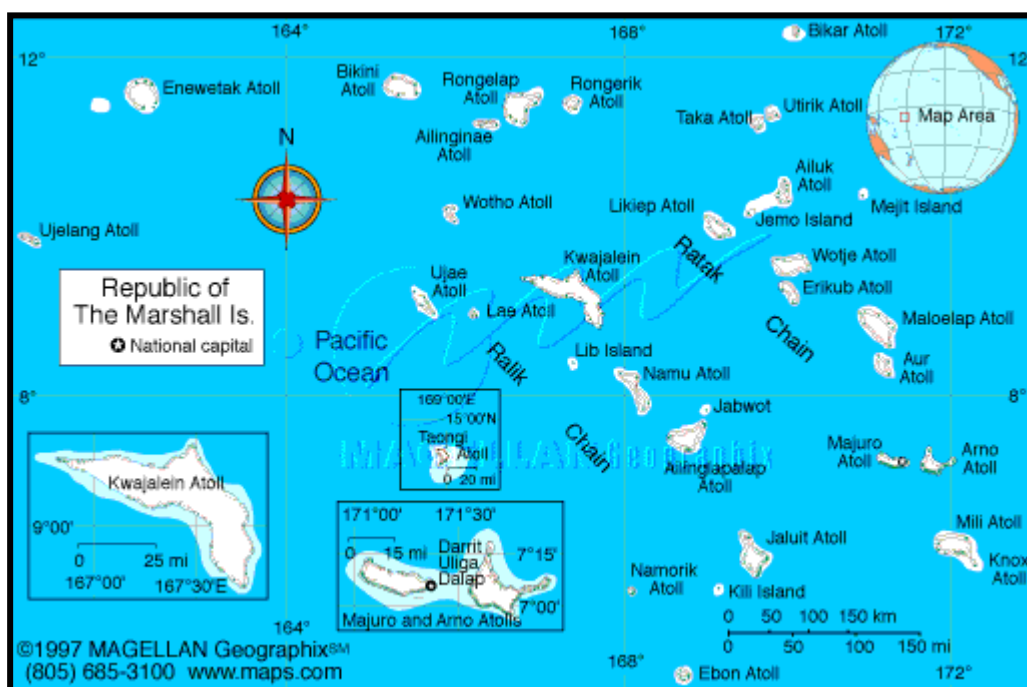 164°
168°
172°
12°
12°
Bikar Atoll
Enewetak Atoll
Bikini
Atoll
Rongelap
Atoll
Rongerik
Atoll
Utirik Atoll
Taka Atoll
Map Area
Ailinginae
Atoll
N
Ailuk
Atoll
Wotho Atoll
Likiep Atoll
Jemo Island
Mejit Island
Ujelang Atoll
Ratak
Kwajalein
Atoll
Wotje Atoll
Ujae
Atoll
Erikub Atoll
Republic of
The Marshall Is.
National capital
Lae Atoll
Maloelap Atoll
Chain
Pacific
Ocean
Ralik
Lib Island
Namu Atoll
Aur
Atoll
8°
8°
169°00'E
15°00'N
Taongi
Atoll
0 20 mi
Jabwot
Chain
MAGELLAN Geographix
Ailinglapalap
Atoll
Majuro
Atoll
Arno
Atoll
Kwajalein Atoll
9°00'
0 25 mi
167°00'
167°30'E
171°00'
171°30'
0 15 mi
Darrit
Uliga
Dalap
7°15'
7°00'
Majuro and Arno Atolls
Mili Atoll
Jaluit Atoll
Knox
Atoll
Namorik
Atoll
Kili Island
0 50 100 150 km
0 50 100 150 mi
164°
168°
172°
©1997 MAGELLAN Geographix℠
(805) 685-3100 www.maps.com
Ebon Atoll